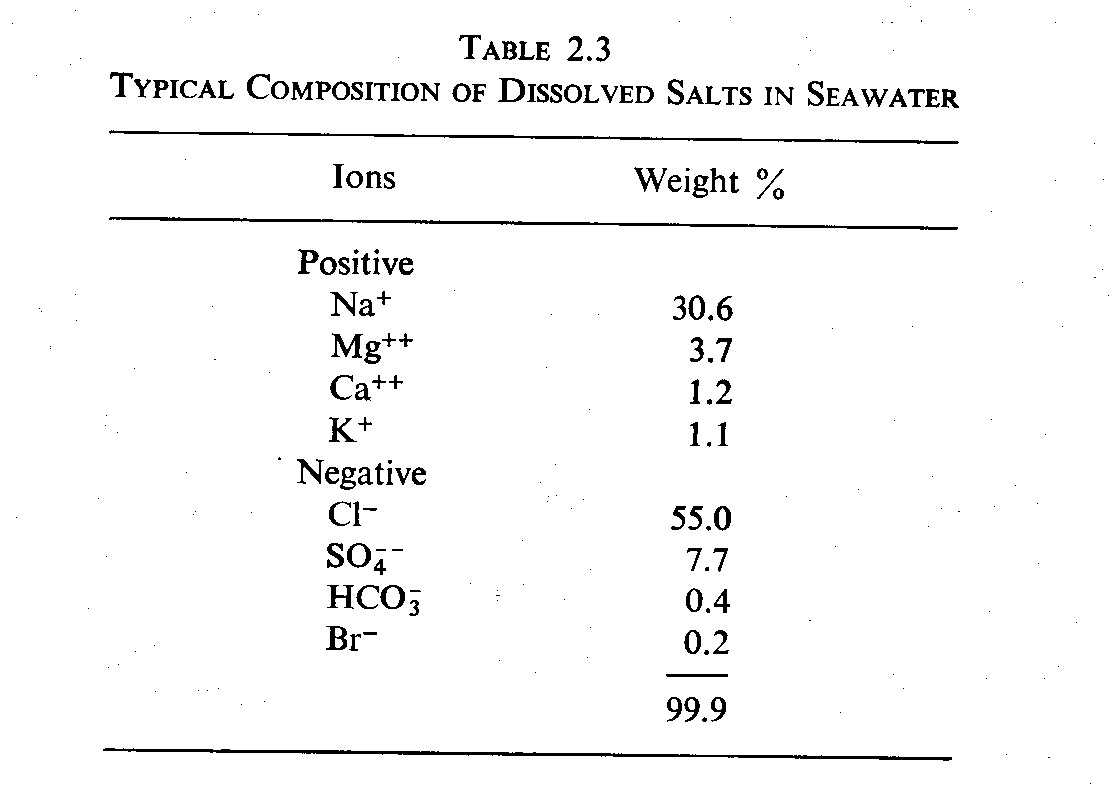 TABLE 2.3
TYPICAL COMPOSITION OF DISSOLVED SALTS IN SEAWATER
Ions Weight %
Positive
Na⁺ 30.6
Mg⁺⁺ 3.7
Ca⁺⁺ 1.2
K⁺ 1.1
Negative
Cl⁻ 55.0
SO₄⁻⁻ 7.7
HCO₃⁻ 0.4
Br⁻ 0.2
99.9